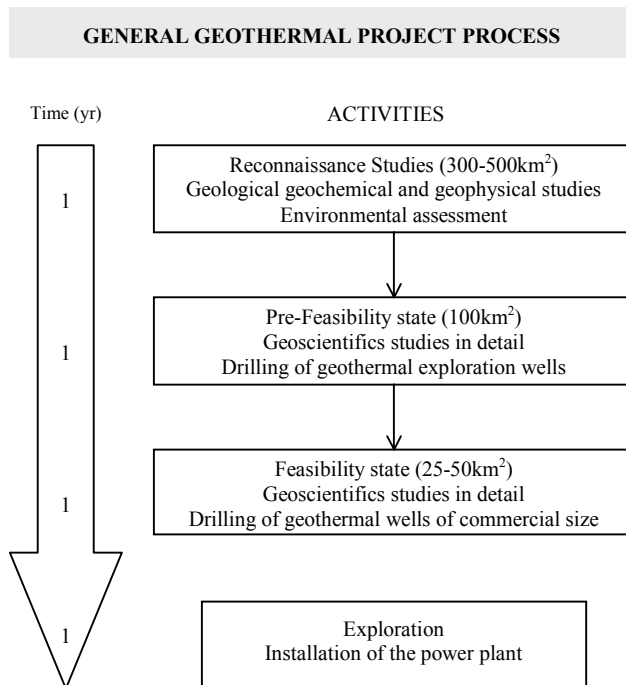 GENERAL GEOTHERMAL PROJECT PROCESS
Time (yr)
ACTIVITIES
1
Reconnaissance Studies (300-500km²)
Geological geochemical and geophysical studies
Environmental assessment
1
Pre-Feasibility state (100km²)
Geoscientifics studies in detail
Drilling of geothermal exploration wells
1
Feasibility state (25-50km²)
Geoscientifics studies in detail
Drilling of geothermal wells of commercial size
1
Exploration
Installation of the power plant